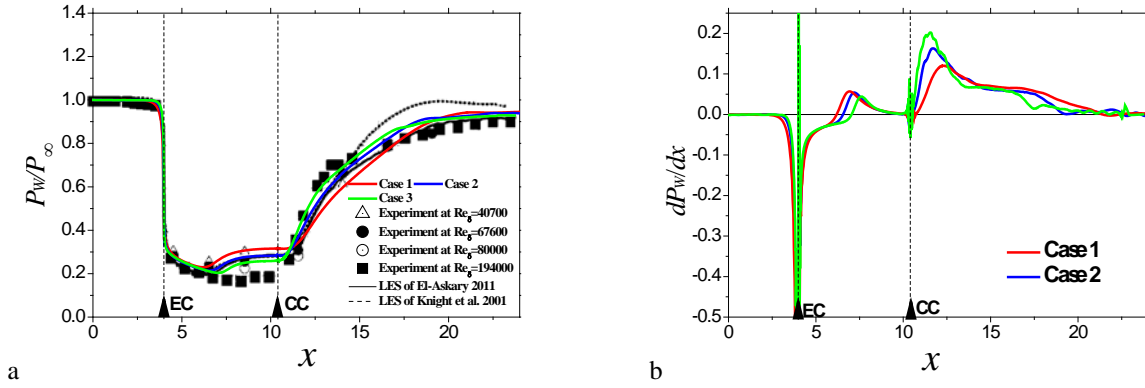 1.4
1.2
1.0
0.8
0.6
0.4
0.2
0.0
P_W/P_∞
Case 1
Case 2
Case 3
Experiment at Re_δ=40700
Experiment at Re_δ=67600
Experiment at Re_δ=80000
Experiment at Re_δ=194000
LES of El-Askary 2011
LES of Knight et al. 2001
EC
CC
0 5 10 15 20
x
a
0.2
0.1
0.0
-0.1
-0.2
-0.3
-0.4
-0.5
dP_W/dx
Case 1
Case 2
EC
CC
0 5 10 15 20
x
b